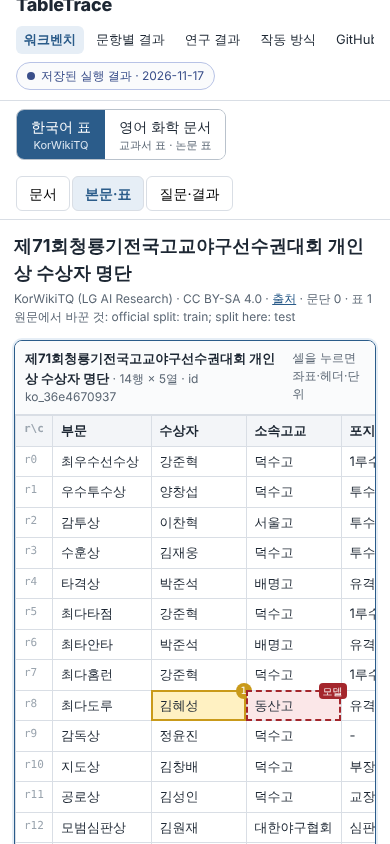 TableTrace
워크벤치 문항별 결과 연구 결과 작동 방식 GitHub
저장된 실행 결과 · 2026-11-17
한국어 표 영어 화학 문서
KorWikiTQ 교과서 표 · 논문 표
문서 본문·표 질문·결과
제71회청룡기전국고교야구선수권대회 개인
상 수상자 명단
KorWikiTQ (LG AI Research) · CC BY-SA 4.0 · 출처 · 문단 0 · 표 1
원문에서 바꾼 것: official split: train; split here: test
제71회청룡기전국고교야구선수권대회 개인
상 수상자 명단 · 14행 × 5열 · id
ko_36e4670937
셀을 누르면
좌표·헤더·단
위
r\c 부문 수상자 소속고교 포지
r0 최우수선수상 강준혁 덕수고 1루수
r1 우수투수상 양창섭 덕수고 투수
r2 감투상 이찬혁 서울고 투수
r3 수훈상 김재웅 덕수고 투수
r4 타격상 박준석 배명고 유격
r5 최다타점 강준혁 덕수고 1루수
r6 최다안타 박준석 배명고 유격
r7 최다홈런 강준혁 덕수고 1루수
1 모델
r8 최다도루 김혜성 동산고 유격
r9 감독상 정윤진 덕수고 -
r10 지도상 김창배 덕수고 부장
r11 공로상 김성인 덕수고 교장
r12 모범심판상 김원재 대한야구협회 심판